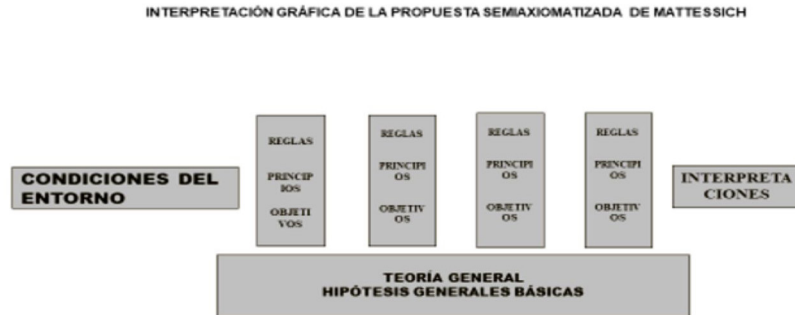 INTERPRETACIÓN GRÁFICA DE LA PROPUESTA SEMIAXIOMATIZADA DE MATTESSICH
CONDICIONES DEL
ENTORNO
REGLAS
PRINCIP
IOS
OBJETI
VOS
REGLAS
PRINCIPI
OS
OBJETIV
OS
REGLAS
PRINCIPI
OS
OBJETIV
OS
REGLAS
PRINCIPI
OS
OBJETIV
OS
INTERPRETA
CIONES
TEORÍA GENERAL
HIPÓTESIS GENERALES BÁSICAS